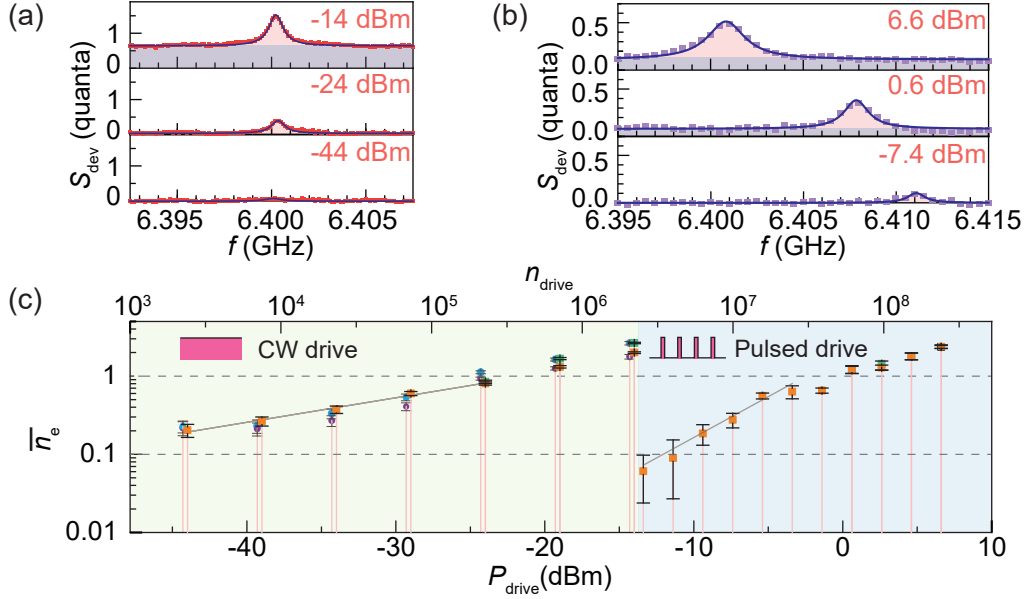 (a)
-14 dBm
1
0
-24 dBm
1
0
-44 dBm
1
0
S_dev (quanta)
6.395 6.400 6.405
f (GHz)
(b)
6.6 dBm
0.5
0.0
0.6 dBm
0.5
0.0
-7.4 dBm
0.5
0.0
S_dev (quanta)
6.395 6.400 6.405 6.410 6.415
f (GHz)
(c)
n_drive
10^3 10^4 10^5 10^6 10^7 10^8
CW drive
Pulsed drive
1
0.1
0.01
n̅_e
-40 -30 -20 -10 0 10
P_drive(dBm)